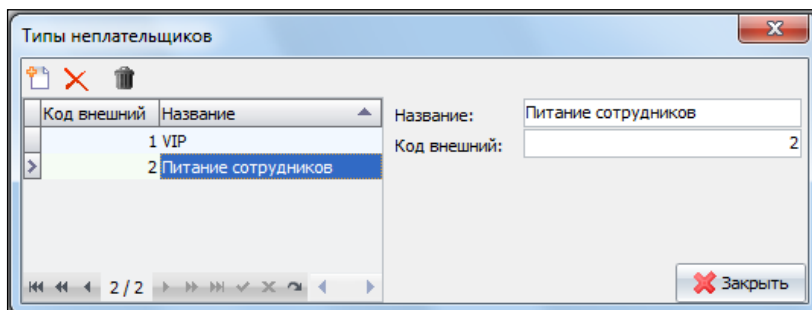 Типы неплательщиков
Код внешний Название
1 VIP
2 Питание сотрудников
2 / 2
Название: Питание сотрудников
Код внешний: 2
Закрыть